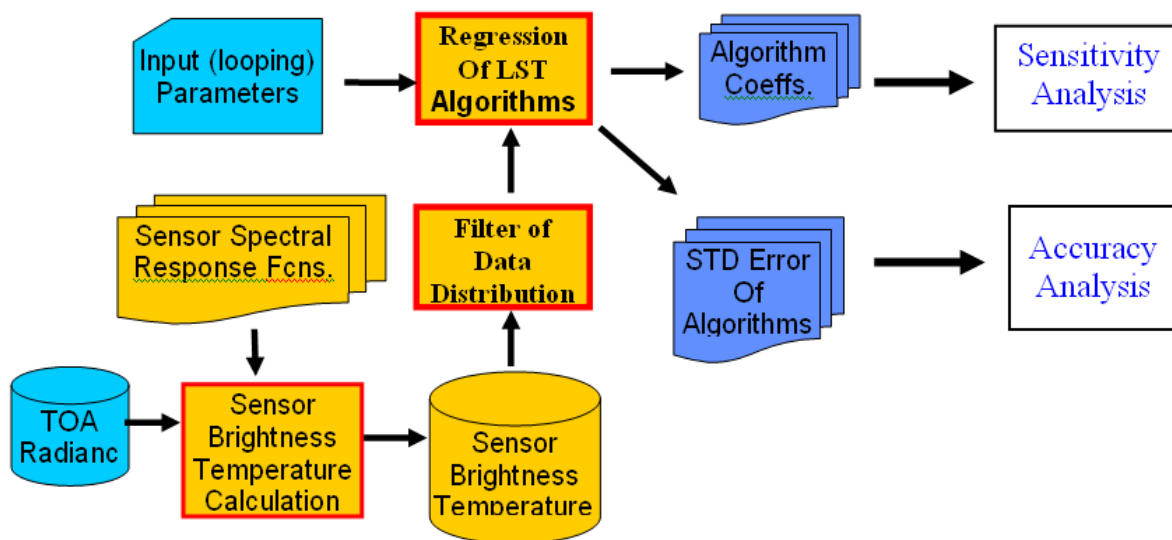 Input (looping)
Parameters
Regression
Of LST
Algorithms
Algorithm
Coeffs.
Sensitivity
Analysis
Sensor Spectral
Response Fcns.
Filter of
Data
Distribution
STD Error
Of
Algorithms
Accuracy
Analysis
TOA
Radianc
Sensor
Brightness
Temperature
Calculation
Sensor
Brightness
Temperature